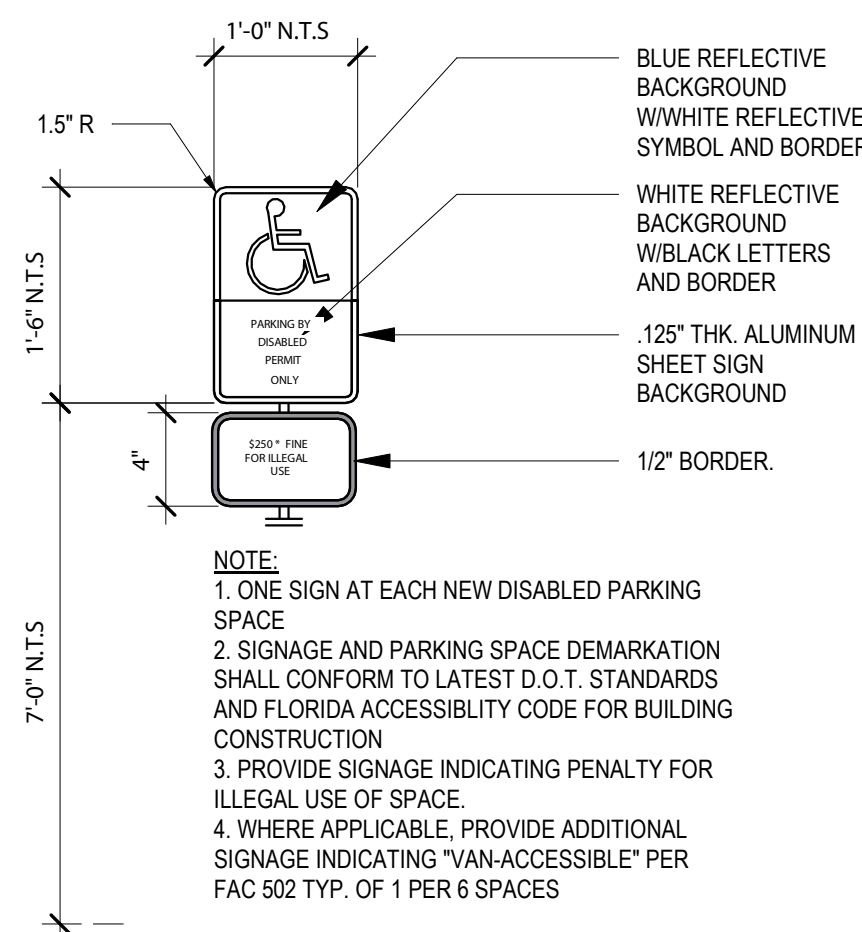 1'-0" N.T.S
BLUE REFLECTIVE
BACKGROUND
W/WHITE REFLECTIVE
SYMBOL AND BORDER
1.5" R
WHITE REFLECTIVE
BACKGROUND
W/BLACK LETTERS
AND BORDER
1'-6" N.T.S
PARKING BY
DISABLED
PERMIT
ONLY
.125" THK. ALUMINUM
SHEET SIGN
BACKGROUND
4"
$250 * FINE
FOR ILLEGAL
USE
1/2" BORDER.
7'-0" N.T.S
NOTE:
1. ONE SIGN AT EACH NEW DISABLED PARKING
SPACE
2. SIGNAGE AND PARKING SPACE DEMARKATION
SHALL CONFORM TO LATEST D.O.T. STANDARDS
AND FLORIDA ACCESSIBLITY CODE FOR BUILDING
CONSTRUCTION
3. PROVIDE SIGNAGE INDICATING PENALTY FOR
ILLEGAL USE OF SPACE.
4. WHERE APPLICABLE, PROVIDE ADDITIONAL
SIGNAGE INDICATING "VAN-ACCESSIBLE" PER
FAC 502 TYP. OF 1 PER 6 SPACES